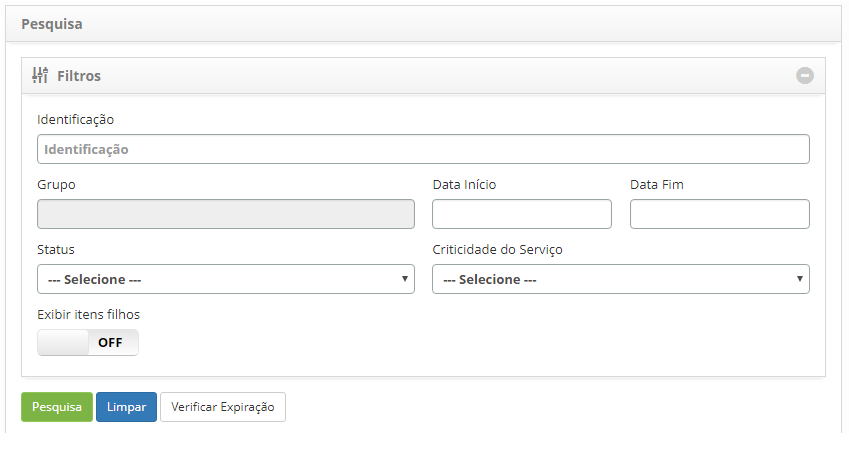 Pesquisa
Filtros
Identificação
Identificação
Grupo Data Início Data Fim
Status Criticidade do Serviço
--- Selecione --- --- Selecione ---
Exibir itens filhos
OFF
Pesquisa Limpar Verificar Expiração